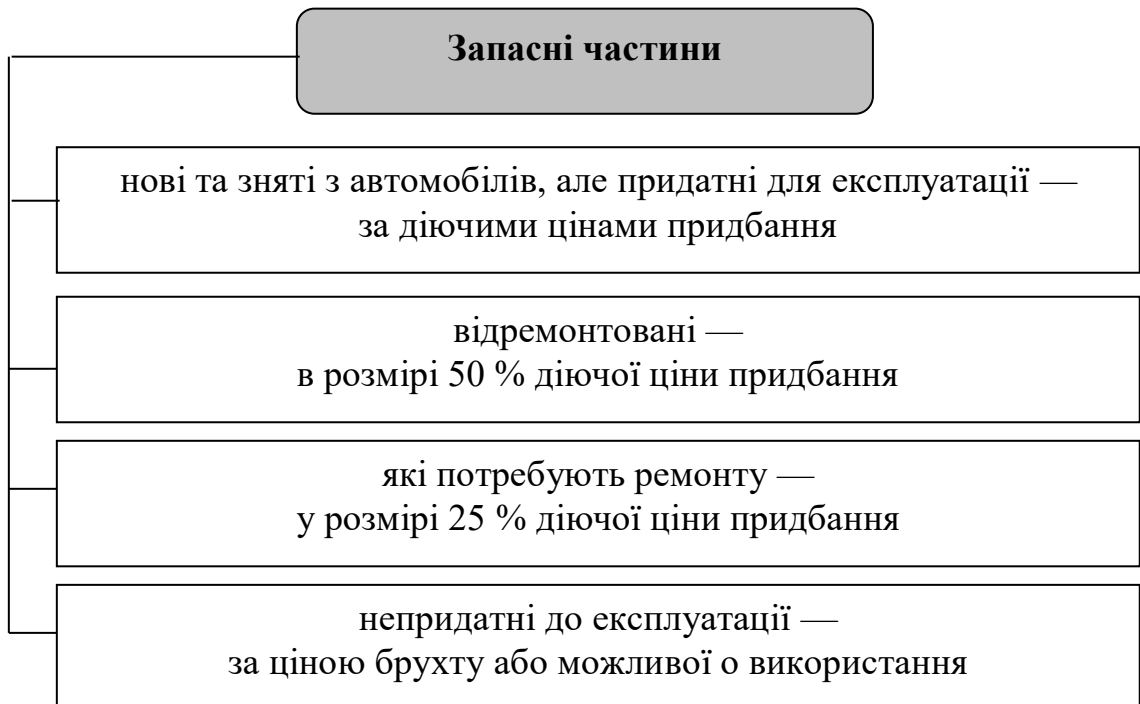 Запасні частини
нові та зняті з автомобілів, але придатні для експлуатації —
за діючими цінами придбання
відремонтовані —
в розмірі 50 % діючої ціни придбання
які потребують ремонту —
у розмірі 25 % діючої ціни придбання
непридатні до експлуатації —
за ціною брухту або можливої о використання